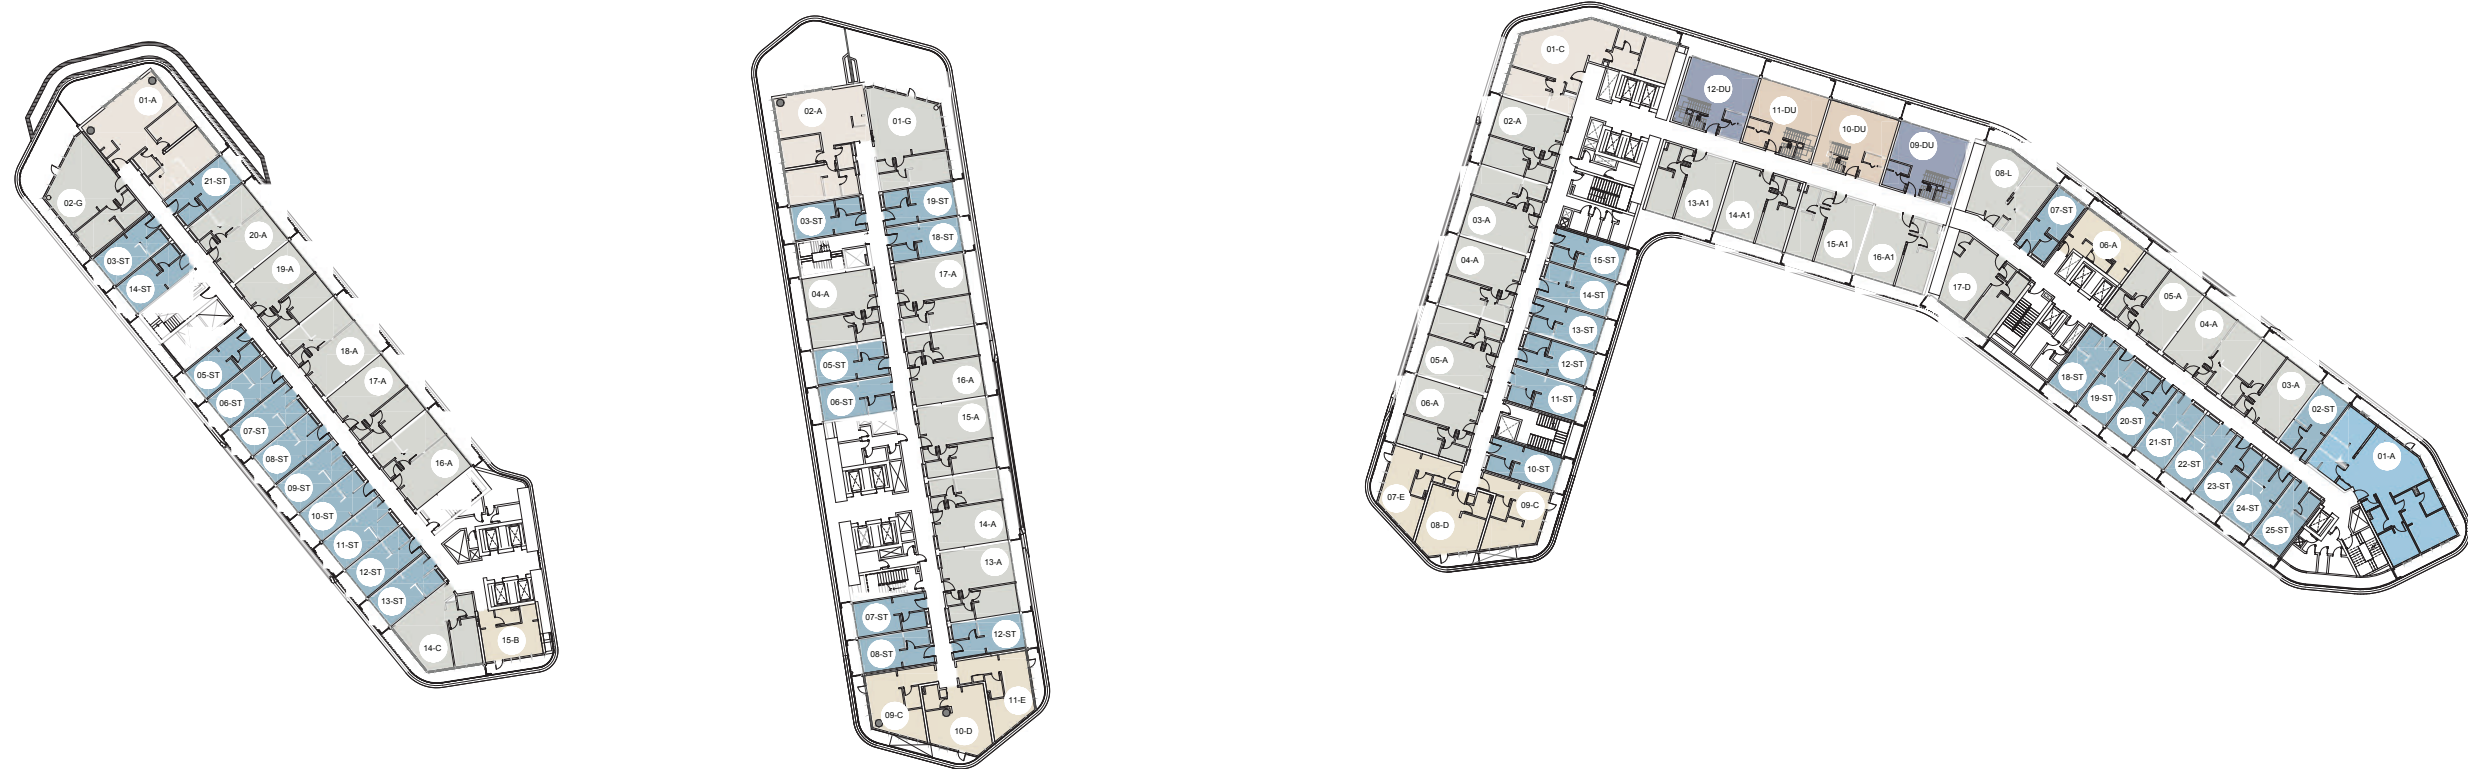 01-A
02-G
21-ST
03-ST
20-A
14-ST
19-A
18-A
05-ST
17-A
06-ST
07-ST
08-ST
16-A
09-ST
10-ST
11-ST
12-ST
13-ST
15-B
14-C
02-A
01-G
19-ST
03-ST
18-ST
17-A
04-A
05-ST
16-A
06-ST
15-A
14-A
13-A
07-ST
12-ST
08-ST
11-E
09-C
10-D
01-C
02-A
03-A
04-A
05-A
06-A
07-E
08-D
09-C
10-ST
11-ST
12-ST
13-ST
14-ST
15-ST
12-DU
11-DU
10-DU
09-DU
13-A1
14-A1
15-A1
16-A1
08-L
07-ST
06-A
17-D
05-A
04-A
03-A
02-ST
01-A
18-ST
19-ST
20-ST
21-ST
22-ST
23-ST
24-ST
25-ST